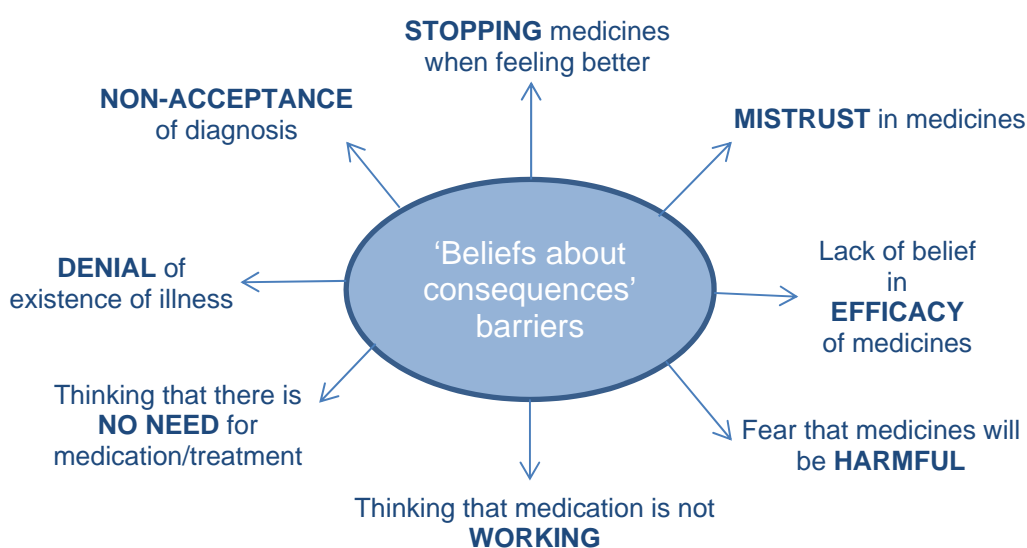 STOPPING medicines
when feeling better
NON-ACCEPTANCE
of diagnosis
MISTRUST in medicines
‘Beliefs about
consequences’
barriers
DENIAL of
existence of illness
Lack of belief
in
EFFICACY
of medicines
Thinking that there is
NO NEED for
medication/treatment
Fear that medicines will
be HARMFUL
Thinking that medication is not
WORKING